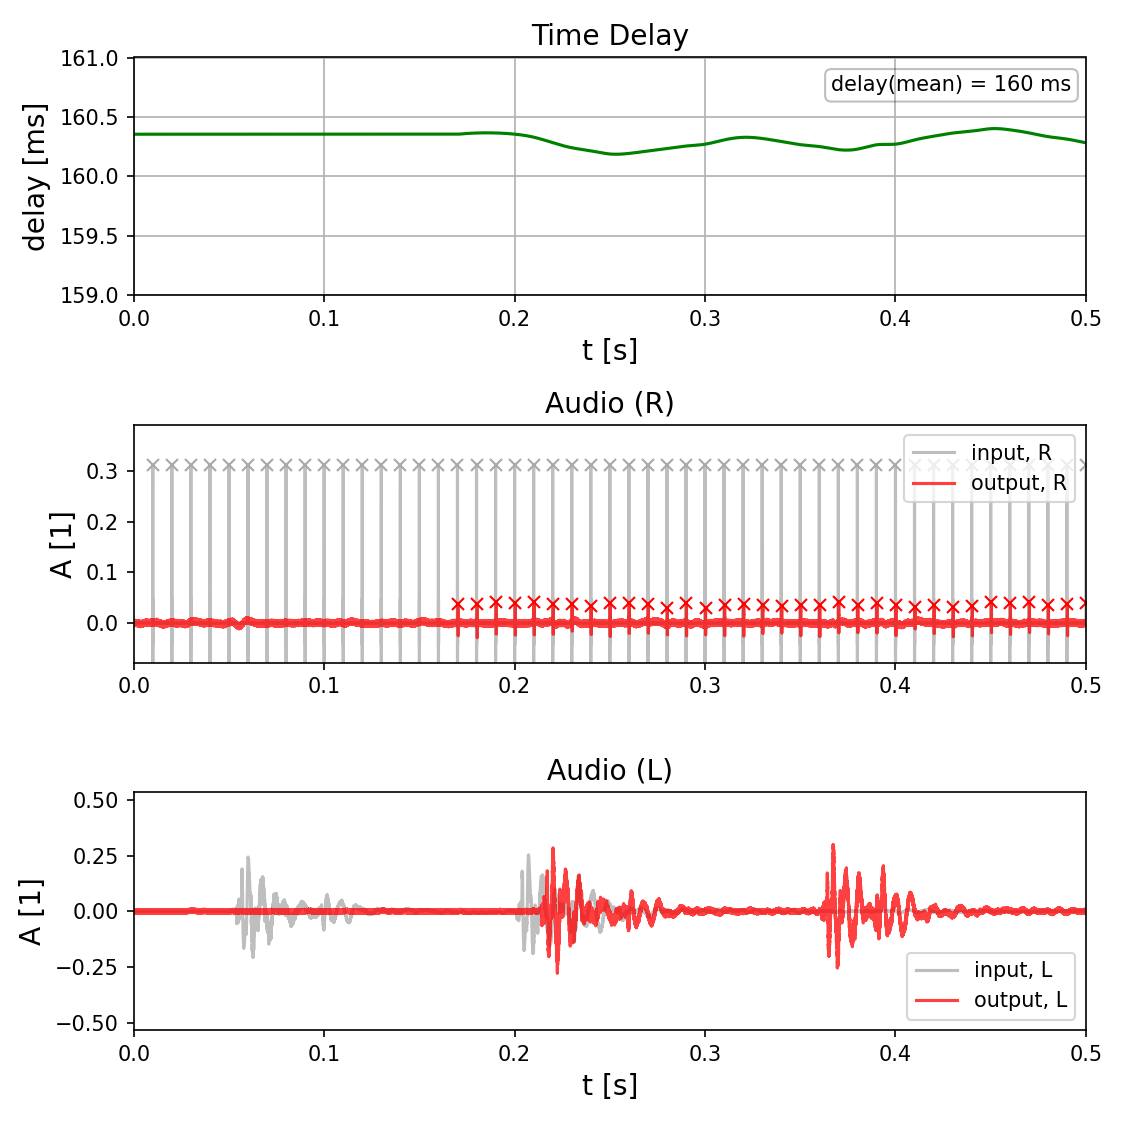 Time Delay
delay [ms]
161.0
160.5
160.0
159.5
159.0
delay(mean) = 160 ms
0.0 0.1 0.2 0.3 0.4 0.5
t [s]
Audio (R)
A [1]
0.3
0.2
0.1
0.0
input, R
output, R
0.0 0.1 0.2 0.3 0.4 0.5
Audio (L)
A [1]
0.50
0.25
0.00
−0.25
−0.50
input, L
output, L
0.0 0.1 0.2 0.3 0.4 0.5
t [s]